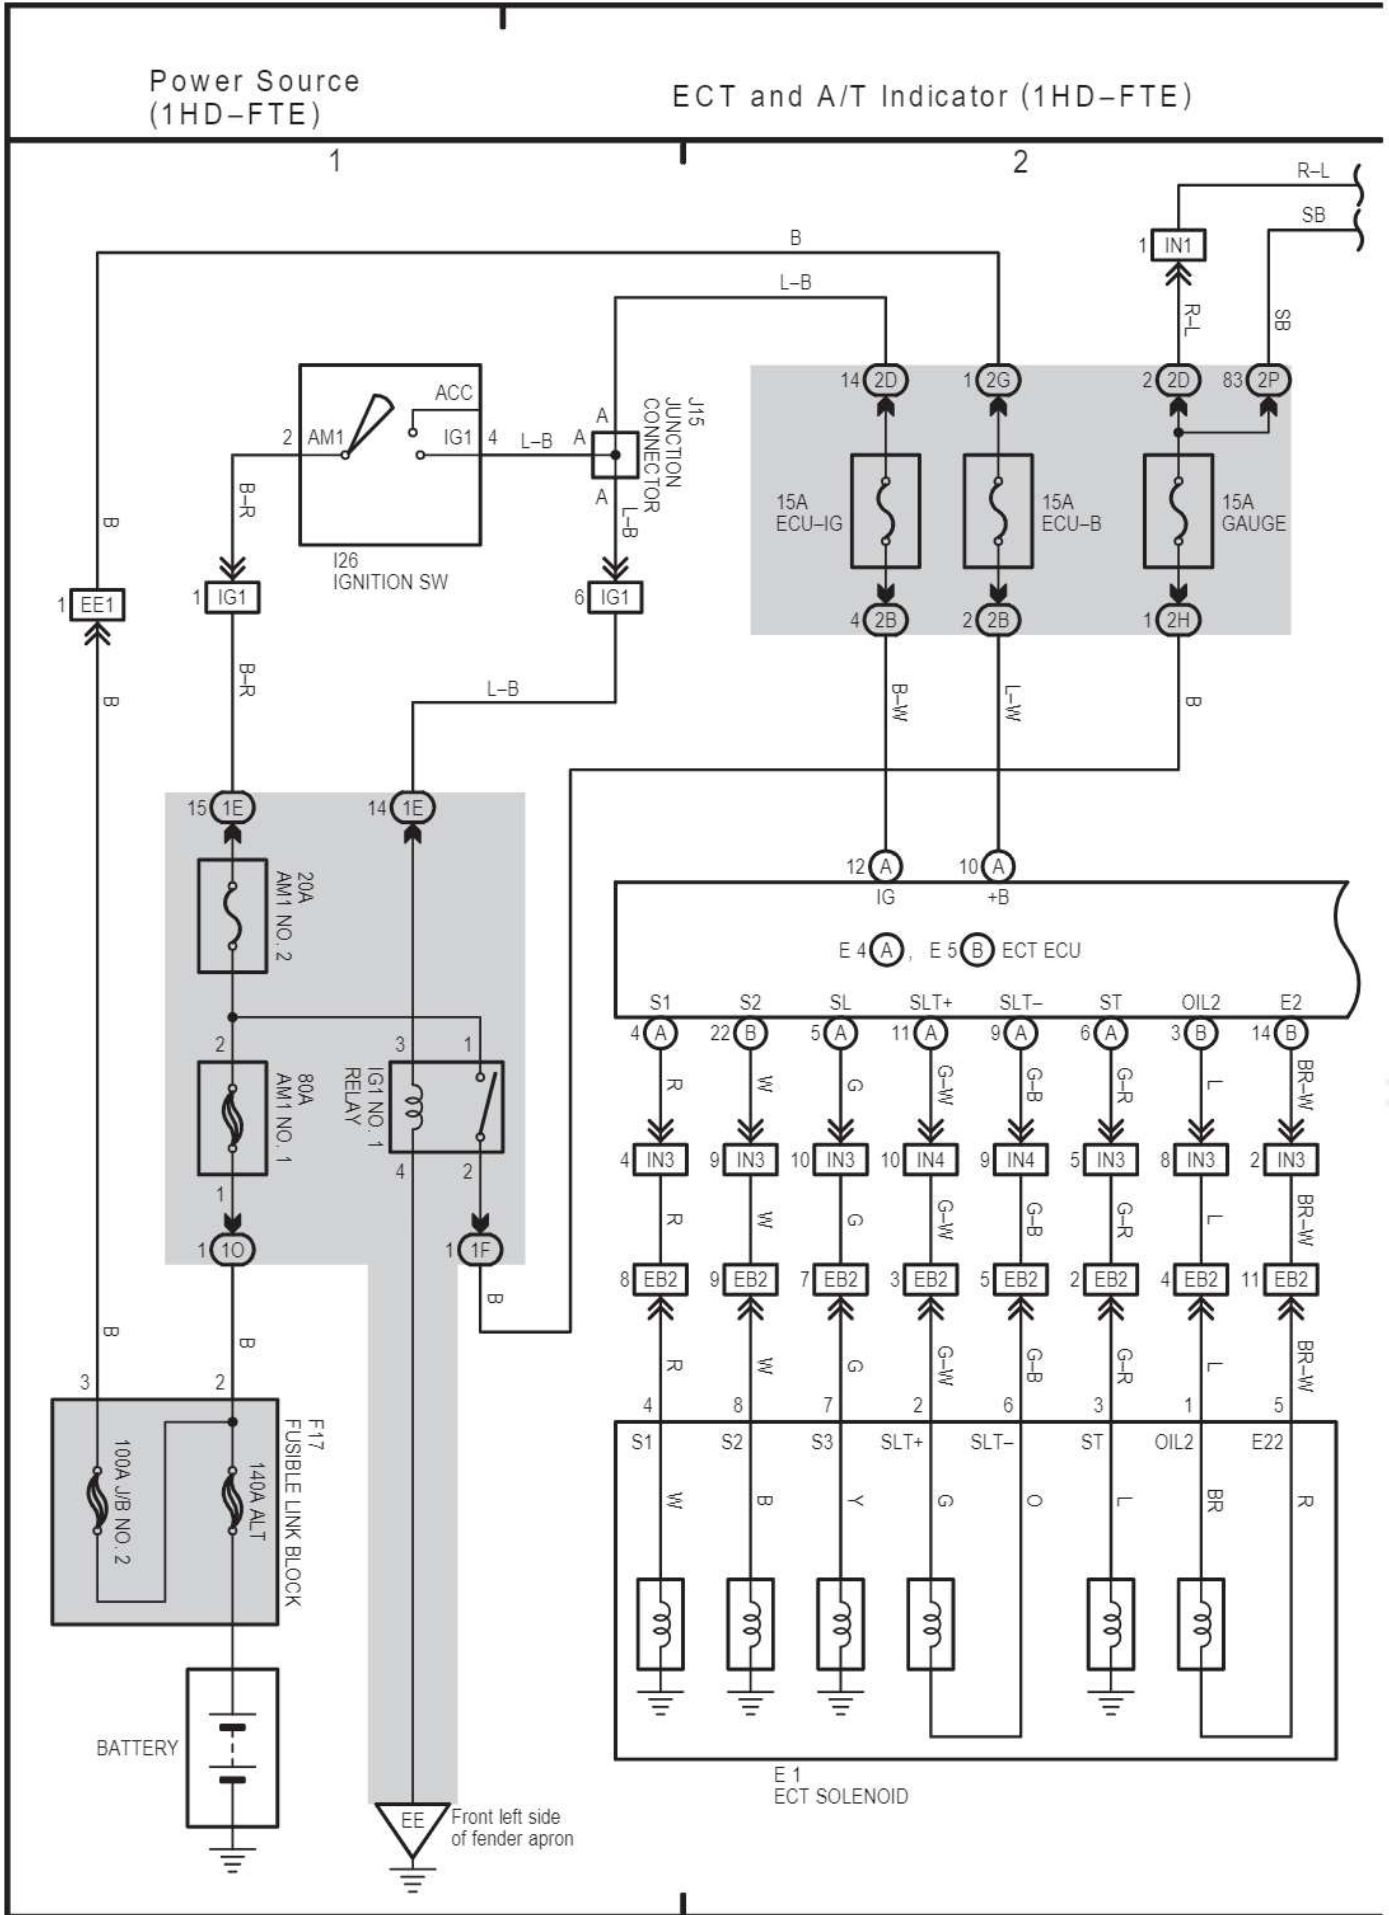 Power Source
(1HD–FTE)
ECT and A/T Indicator (1HD–FTE)
1
2
R–L
SB
1 IN1
B
L–B
R–L
SB
14 2D
1 2G
2 2D
83 2P
ACC
2 AM1
IG1 4
L–B
A
A
A
J15
JUNCTION
CONNECTOR
B–R
L–B
I26
IGNITION SW
15A
ECU–IG
15A
ECU–B
15A
GAUGE
B
1 EE1
1 IG1
6 IG1
4 2B
2 2B
1 2H
B
B–R
L–B
B–W
L–W
B
15 1E
14 1E
20A
AM1 NO. 2
12 A
10 A
IG
+B
E 4 A , E 5 B ECT ECU
S1
S2
SL
SLT+
SLT–
ST
OIL2
E2
4 A
22 B
5 A
11 A
9 A
6 A
3 B
14 B
2
3
1
80A
AM1 NO. 1
IG1 NO. 1
RELAY
R
W
G
G–W
G–B
G–R
L
BR–W
4 IN3
9 IN3
10 IN3
10 IN4
9 IN4
5 IN3
8 IN3
2 IN3
1
4
2
R
W
G
G–W
G–B
G–R
L
BR–W
1 1O
1 1F
8 EB2
9 EB2
7 EB2
3 EB2
5 EB2
2 EB2
4 EB2
11 EB2
B
B
B
R
W
G
G–W
G–B
G–R
L
BR–W
3
2
4
8
7
2
6
3
1
5
F17
FUSIBLE LINK BLOCK
100A J/B NO. 2
140A ALT
S1
S2
S3
SLT+
SLT–
ST
OIL2
E22
W
B
Y
G
O
L
BR
R
BATTERY
E 1
ECT SOLENOID
EE
Front left side
of fender apron